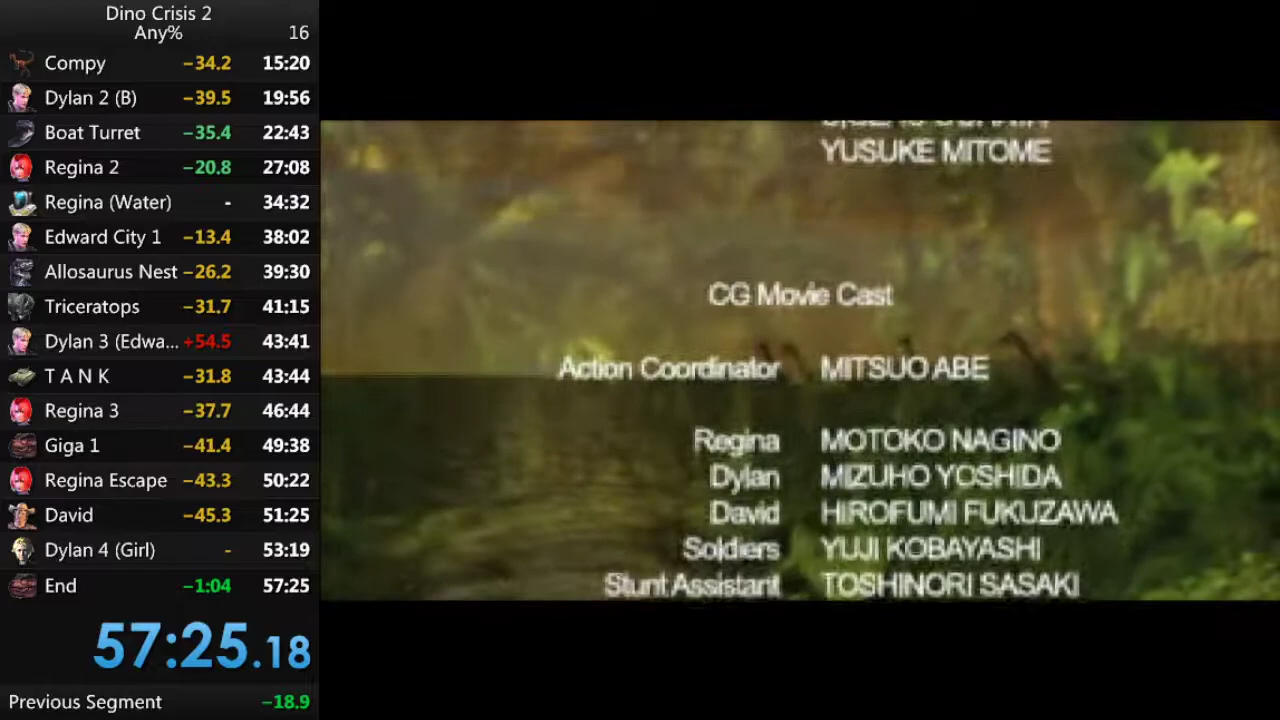 Dino Crisis 2
Any% 16
Compy −34.2 15:20
Dylan 2 (B) −39.5 19:56
Boat Turret −35.4 22:43
Regina 2 −20.8 27:08
Regina (Water) - 34:32
Edward City 1 −13.4 38:02
Allosaurus Nest −26.2 39:30
Triceratops −31.7 41:15
Dylan 3 (Edwa... +54.5 43:41
T A N K −31.8 43:44
Regina 3 −37.7 46:44
Giga 1 −41.4 49:38
Regina Escape −43.3 50:22
David −45.3 51:25
Dylan 4 (Girl) - 53:19
End −1:04 57:25
57:25.18
Previous Segment −18.9
YUSUKE MITOME
CG Movie Cast
Action Coordinator MITSUO ABE
Regina MOTOKO NAGINO
Dylan MIZUHO YOSHIDA
David HIROFUMI FUKUZAWA
Soldiers YUJI KOBAYASHI
Stunt Assistant TOSHINORI SASAKI